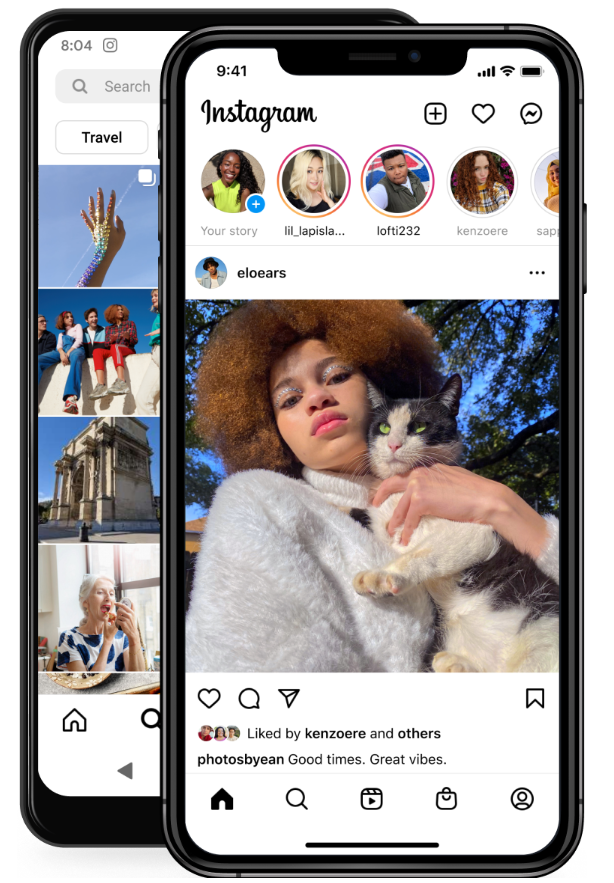 8:04
Search
Travel
9:41
Instagram
Your story
lil_lapisla...
lofti232
kenzoere
sapp
eloears
Liked by kenzoere and others
photosbyean Good times. Great vibes.